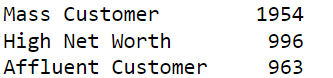 Mass Customer 1954
High Net Worth 996
Affluent Customer 963